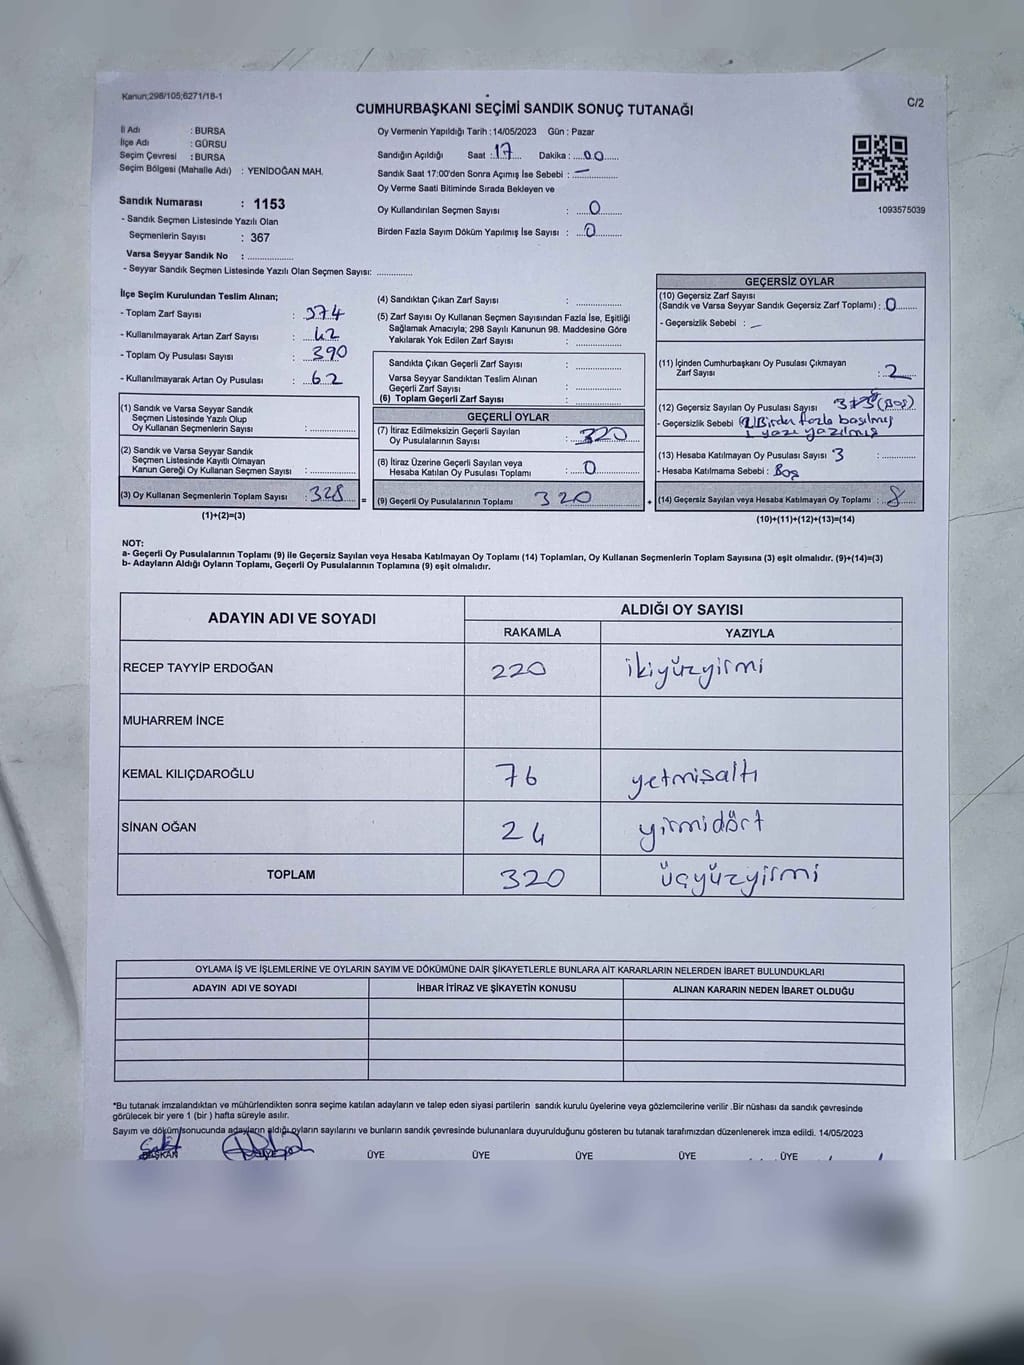 Kanun;298/105;6271/18-1
C/2
CUMHURBAŞKANI SEÇİMİ SANDIK SONUÇ TUTANAĞI
İl Adı : BURSA
İlçe Adı : GÜRSU
Seçim Çevresi : BURSA
Seçim Bölgesi (Mahalle Adı) : YENİDOĞAN MAH.
Sandık Numarası : 1153
- Sandık Seçmen Listesinde Yazılı Olan
Seçmenlerin Sayısı : 367
Varsa Seyyar Sandık No : ..................
- Seyyar Sandık Seçmen Listesinde Yazılı Olan Seçmen Sayısı: .............
Oy Vermenin Yapıldığı Tarih : 14/05/2023 Gün : Pazar
Sandığın Açıldığı Saat : 17 Dakika : 00
Sandık Saat 17:00'den Sonra Açımış İse Sebebi : —
Oy Verme Saati Bitiminde Sırada Bekleyen ve
Oy Kullandırılan Seçmen Sayısı : 0
Birden Fazla Sayım Döküm Yapılmış İse Sayısı : 0
1093575039
İlçe Seçim Kurulundan Teslim Alınan;
- Toplam Zarf Sayısı : 374
- Kullanılmayarak Artan Zarf Sayısı : 42
- Toplam Oy Pusulası Sayısı : 390
- Kullanılmayarak Artan Oy Pusulası : 62
(1) Sandık ve Varsa Seyyar Sandık
Seçmen Listesinde Yazılı Olup
Oy Kullanan Seçmenlerin Sayısı : .............
(2) Sandık ve Varsa Seyyar Sandık
Seçmen Listesinde Kayıtlı Olmayan
Kanun Gereği Oy Kullanan Seçmen Sayısı : .............
(3) Oy Kullanan Seçmenlerin Toplam Sayısı : 328 =
(1)+(2)=(3)
(4) Sandıktan Çıkan Zarf Sayısı : .............
(5) Zarf Sayısı Oy Kullanan Seçmen Sayısından Fazla İse, Eşitliği
Sağlamak Amacıyla; 298 Sayılı Kanunun 98. Maddesine Göre
Yakılarak Yok Edilen Zarf Sayısı : .............
Sandıkta Çıkan Geçerli Zarf Sayısı : .............
Varsa Seyyar Sandıktan Teslim Alınan
Geçerli Zarf Sayısı : .............
(6) Toplam Geçerli Zarf Sayısı : .............
GEÇERLİ OYLAR
(7) İtiraz Edilmeksizin Geçerli Sayılan
Oy Pusulalarının Sayısı : 320
(8) İtiraz Üzerine Geçerli Sayılan veya
Hesaba Katılan Oy Pusulası Toplamı : 0
(9) Geçerli Oy Pusulalarının Toplamı 320 +
GEÇERSİZ OYLAR
(10) Geçersiz Zarf Sayısı
(Sandık ve Varsa Seyyar Sandık Geçersiz Zarf Toplamı) : 0
- Geçersizlik Sebebi : —
(11) İçinden Cumhurbaşkanı Oy Pusulası Çıkmayan
Zarf Sayısı : 2
(12) Geçersiz Sayılan Oy Pusulası Sayısı (Boş)
- Geçersizlik Sebebi Birden fazla basılmış
1 yazı yazılmış
(13) Hesaba Katılmayan Oy Pusulası Sayısı 3 : .............
- Hesaba Katılmama Sebebi : Boş
(14) Geçersiz Sayılan veya Hesaba Katılmayan Oy Toplamı : 8
(10)+(11)+(12)+(13)=(14)
NOT:
a- Geçerli Oy Pusulalarının Toplamı (9) ile Geçersiz Sayılan veya Hesaba Katılmayan Oy Toplamı (14) Toplamları, Oy Kullanan Seçmenlerin Toplam Sayısına (3) eşit olmalıdır. (9)+(14)=(3)
b- Adayların Aldığı Oyların Toplamı, Geçerli Oy Pusulalarının Toplamına (9) eşit olmalıdır.
ADAYIN ADI VE SOYADI ALDIĞI OY SAYISI
RAKAMLA YAZIYLA
RECEP TAYYİP ERDOĞAN 220 ikiyüzyirmi
MUHARREM İNCE
KEMAL KILIÇDAROĞLU 76 yetmişaltı
SİNAN OĞAN 24 yirmidört
TOPLAM 320 üçyüzyirmi
OYLAMA İŞ VE İŞLEMLERİNE VE OYLARIN SAYIM VE DÖKÜMÜNE DAİR ŞİKAYETLERLE BUNLARA AİT KARARLARIN NELERDEN İBARET BULUNDUKLARI
ADAYIN ADI VE SOYADI İHBAR İTİRAZ VE ŞİKAYETİN KONUSU ALINAN KARARIN NEDEN İBARET OLDUĞU
*Bu tutanak imzalandıktan ve mühürlendikten sonra seçime katılan adayların ve talep eden siyasi partilerin sandık kurulu üyelerine veya gözlemcilerine verilir .Bir nüshası da sandık çevresinde
görülecek bir yere 1 (bir ) hafta süreyle asılır.
Sayım ve döküm sonucunda adayların aldığı oyların sayılarını ve bunların sandık çevresinde bulunanlara duyurulduğunu gösteren bu tutanak tarafımızdan düzenlenerek imza edildi. 14/05/2023
BAŞKAN ÜYE ÜYE ÜYE ÜYE ÜYE